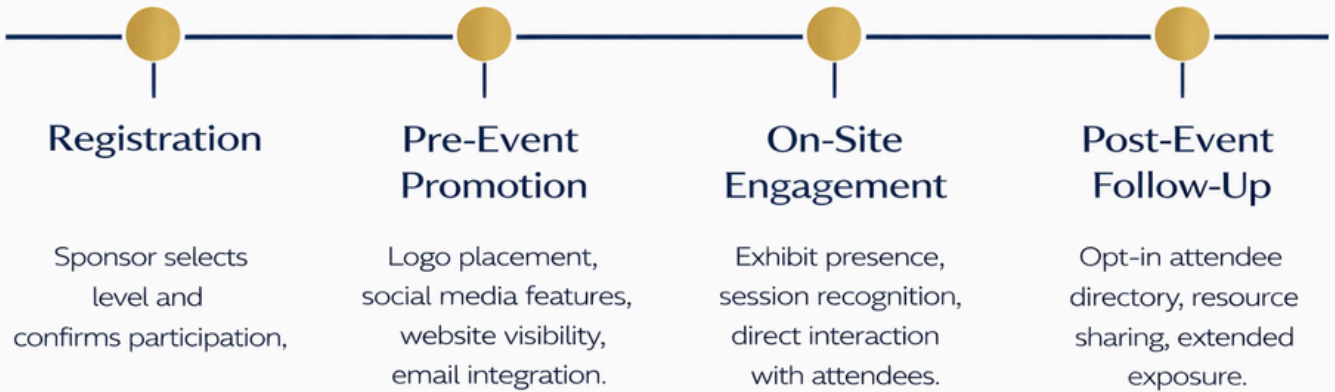 Registration
Sponsor selects
level and
confirms participation,
Pre-Event
Promotion
Logo placement,
social media features,
website visibility,
email integration.
On-Site
Engagement
Exhibit presence,
session recognition,
direct interaction
with attendees.
Post-Event
Follow-Up
Opt-in attendee
directory, resource
sharing, extended
exposure.